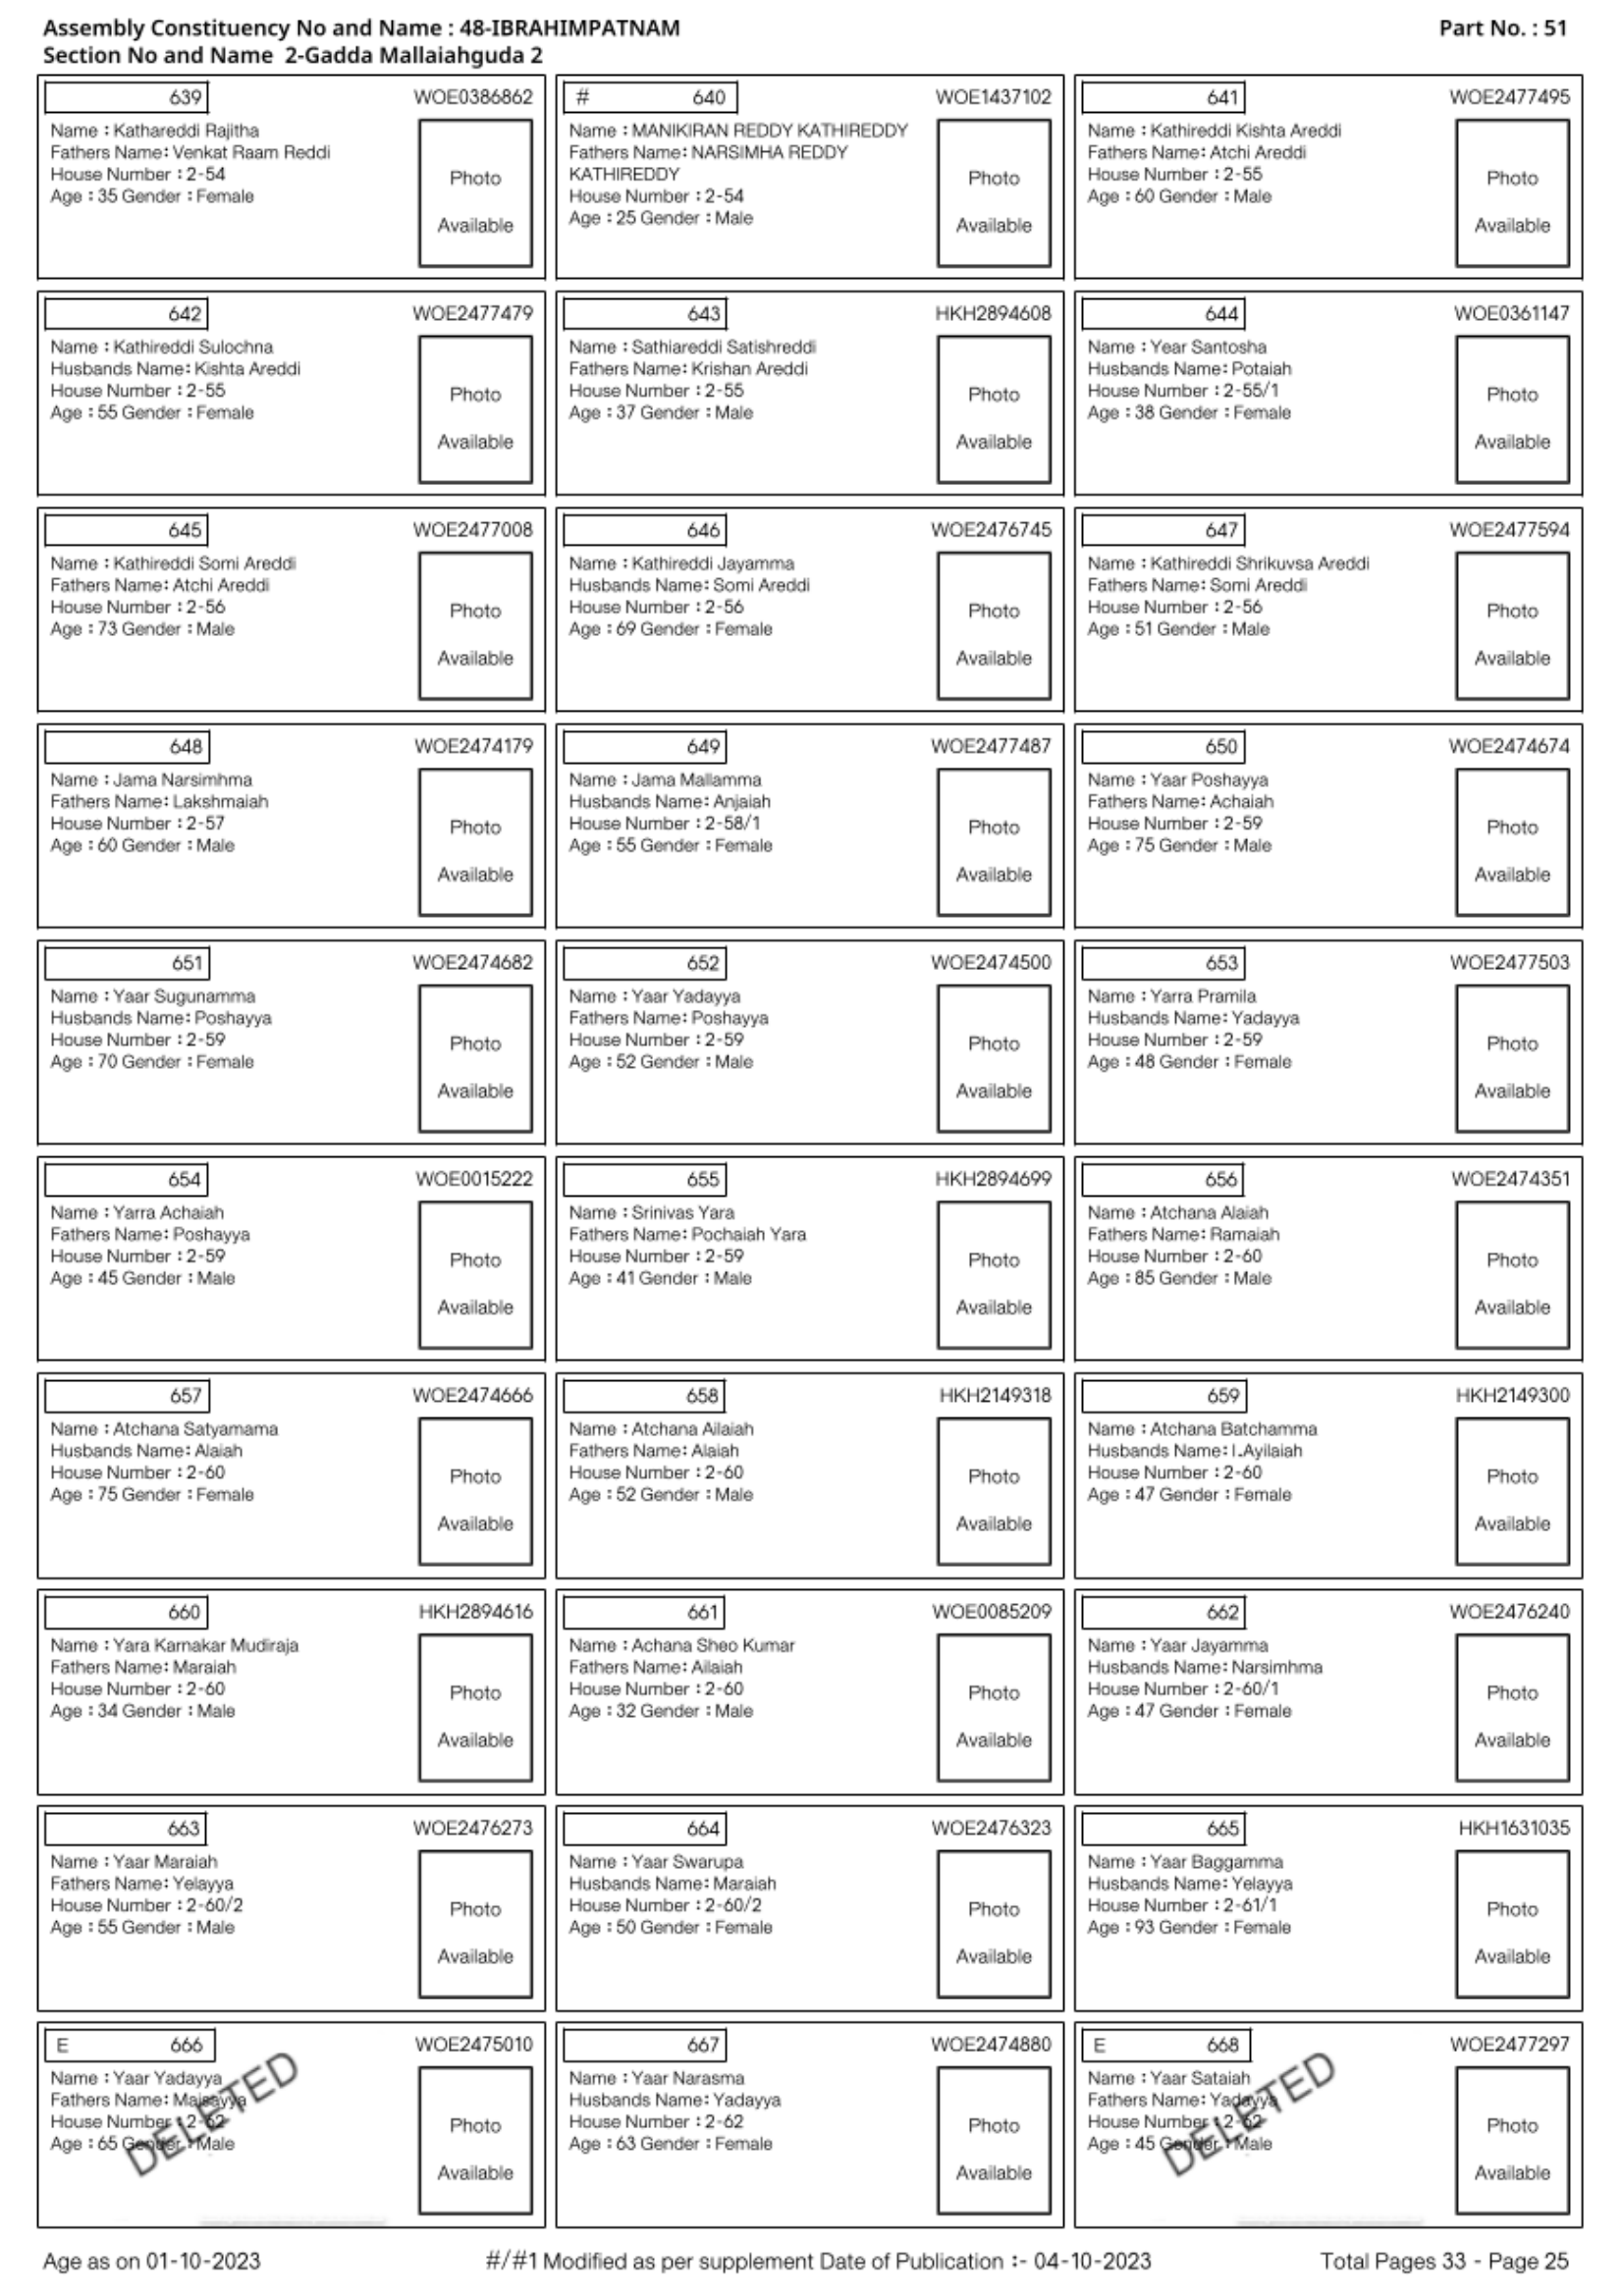 Assembly Constituency No and Name : 48-IBRAHIMPATNAM
Part No. : 51
Section No and Name 2-Gadda Mallaiahguda 2
639 WOE0386862
Name : Kathareddi Rajitha
Fathers Name: Venkat Raam Reddi
House Number : 2-54
Age : 35 Gender : Female
Photo
Available
# 640 WOE1437102
Name : MANIKIRAN REDDY KATHIREDDY
Fathers Name: NARSIMHA REDDY
KATHIREDDY
House Number : 2-54
Age : 25 Gender : Male
Photo
Available
641 WOE2477495
Name : Kathireddi Kishta Areddi
Fathers Name: Atchi Areddi
House Number : 2-55
Age : 60 Gender : Male
Photo
Available
642 WOE2477479
Name : Kathireddi Sulochna
Husbands Name: Kishta Areddi
House Number : 2-55
Age : 55 Gender : Female
Photo
Available
643 HKH2894608
Name : Sathiareddi Satishreddi
Fathers Name: Krishan Areddi
House Number : 2-55
Age : 37 Gender : Male
Photo
Available
644 WOE0361147
Name : Year Santosha
Husbands Name: Potaiah
House Number : 2-55/1
Age : 38 Gender : Female
Photo
Available
645 WOE2477008
Name : Kathireddi Somi Areddi
Fathers Name: Atchi Areddi
House Number : 2-56
Age : 73 Gender : Male
Photo
Available
646 WOE2476745
Name : Kathireddi Jayamma
Husbands Name: Somi Areddi
House Number : 2-56
Age : 69 Gender : Female
Photo
Available
647 WOE2477594
Name : Kathireddi Shrikuvsa Areddi
Fathers Name: Somi Areddi
House Number : 2-56
Age : 51 Gender : Male
Photo
Available
648 WOE2474179
Name : Jama Narsimhma
Fathers Name: Lakshmaiah
House Number : 2-57
Age : 60 Gender : Male
Photo
Available
649 WOE2477487
Name : Jama Mallamma
Husbands Name: Anjaiah
House Number : 2-58/1
Age : 55 Gender : Female
Photo
Available
650 WOE2474674
Name : Yaar Poshayya
Fathers Name: Achaiah
House Number : 2-59
Age : 75 Gender : Male
Photo
Available
651 WOE2474682
Name : Yaar Sugunamma
Husbands Name: Poshayya
House Number : 2-59
Age : 70 Gender : Female
Photo
Available
652 WOE2474500
Name : Yaar Yadayya
Fathers Name: Poshayya
House Number : 2-59
Age : 52 Gender : Male
Photo
Available
653 WOE2477503
Name : Yarra Pramila
Husbands Name: Yadayya
House Number : 2-59
Age : 48 Gender : Female
Photo
Available
654 WOE0015222
Name : Yarra Achaiah
Fathers Name: Poshayya
House Number : 2-59
Age : 45 Gender : Male
Photo
Available
655 HKH2894699
Name : Srinivas Yara
Fathers Name: Pochaiah Yara
House Number : 2-59
Age : 41 Gender : Male
Photo
Available
656 WOE2474351
Name : Atchana Alaiah
Fathers Name: Ramaiah
House Number : 2-60
Age : 85 Gender : Male
Photo
Available
657 WOE2474666
Name : Atchana Satyamama
Husbands Name: Alaiah
House Number : 2-60
Age : 75 Gender : Female
Photo
Available
658 HKH2149318
Name : Atchana Ailaiah
Fathers Name: Alaiah
House Number : 2-60
Age : 52 Gender : Male
Photo
Available
659 HKH2149300
Name : Atchana Batchamma
Husbands Name: I.Ayilaiah
House Number : 2-60
Age : 47 Gender : Female
Photo
Available
660 HKH2894616
Name : Yara Karnakar Mudiraja
Fathers Name: Maraiah
House Number : 2-60
Age : 34 Gender : Male
Photo
Available
661 WOE0085209
Name : Achana Sheo Kumar
Fathers Name: Ailaiah
House Number : 2-60
Age : 32 Gender : Male
Photo
Available
662 WOE2476240
Name : Yaar Jayamma
Husbands Name: Narsimhma
House Number : 2-60/1
Age : 47 Gender : Female
Photo
Available
663 WOE2476273
Name : Yaar Maraiah
Fathers Name: Yelayya
House Number : 2-60/2
Age : 55 Gender : Male
Photo
Available
664 WOE2476323
Name : Yaar Swarupa
Husbands Name: Maraiah
House Number : 2-60/2
Age : 50 Gender : Female
Photo
Available
665 HKH1631035
Name : Yaar Baggamma
Husbands Name: Yelayya
House Number : 2-61/1
Age : 93 Gender : Female
Photo
Available
E 666 WOE2475010
Name : Yaar Yadayya
Fathers Name: Maisayya
House Number : 2-62
Age : 65 Gender : Male
DELETED
Photo
Available
667 WOE2474880
Name : Yaar Narasma
Husbands Name: Yadayya
House Number : 2-62
Age : 63 Gender : Female
Photo
Available
E 668 WOE2477297
Name : Yaar Sataiah
Fathers Name: Yadayya
House Number : 2-62
Age : 45 Gender : Male
DELETED
Photo
Available
Age as on 01-10-2023
#/#1 Modified as per supplement Date of Publication :- 04-10-2023
Total Pages 33 - Page 25